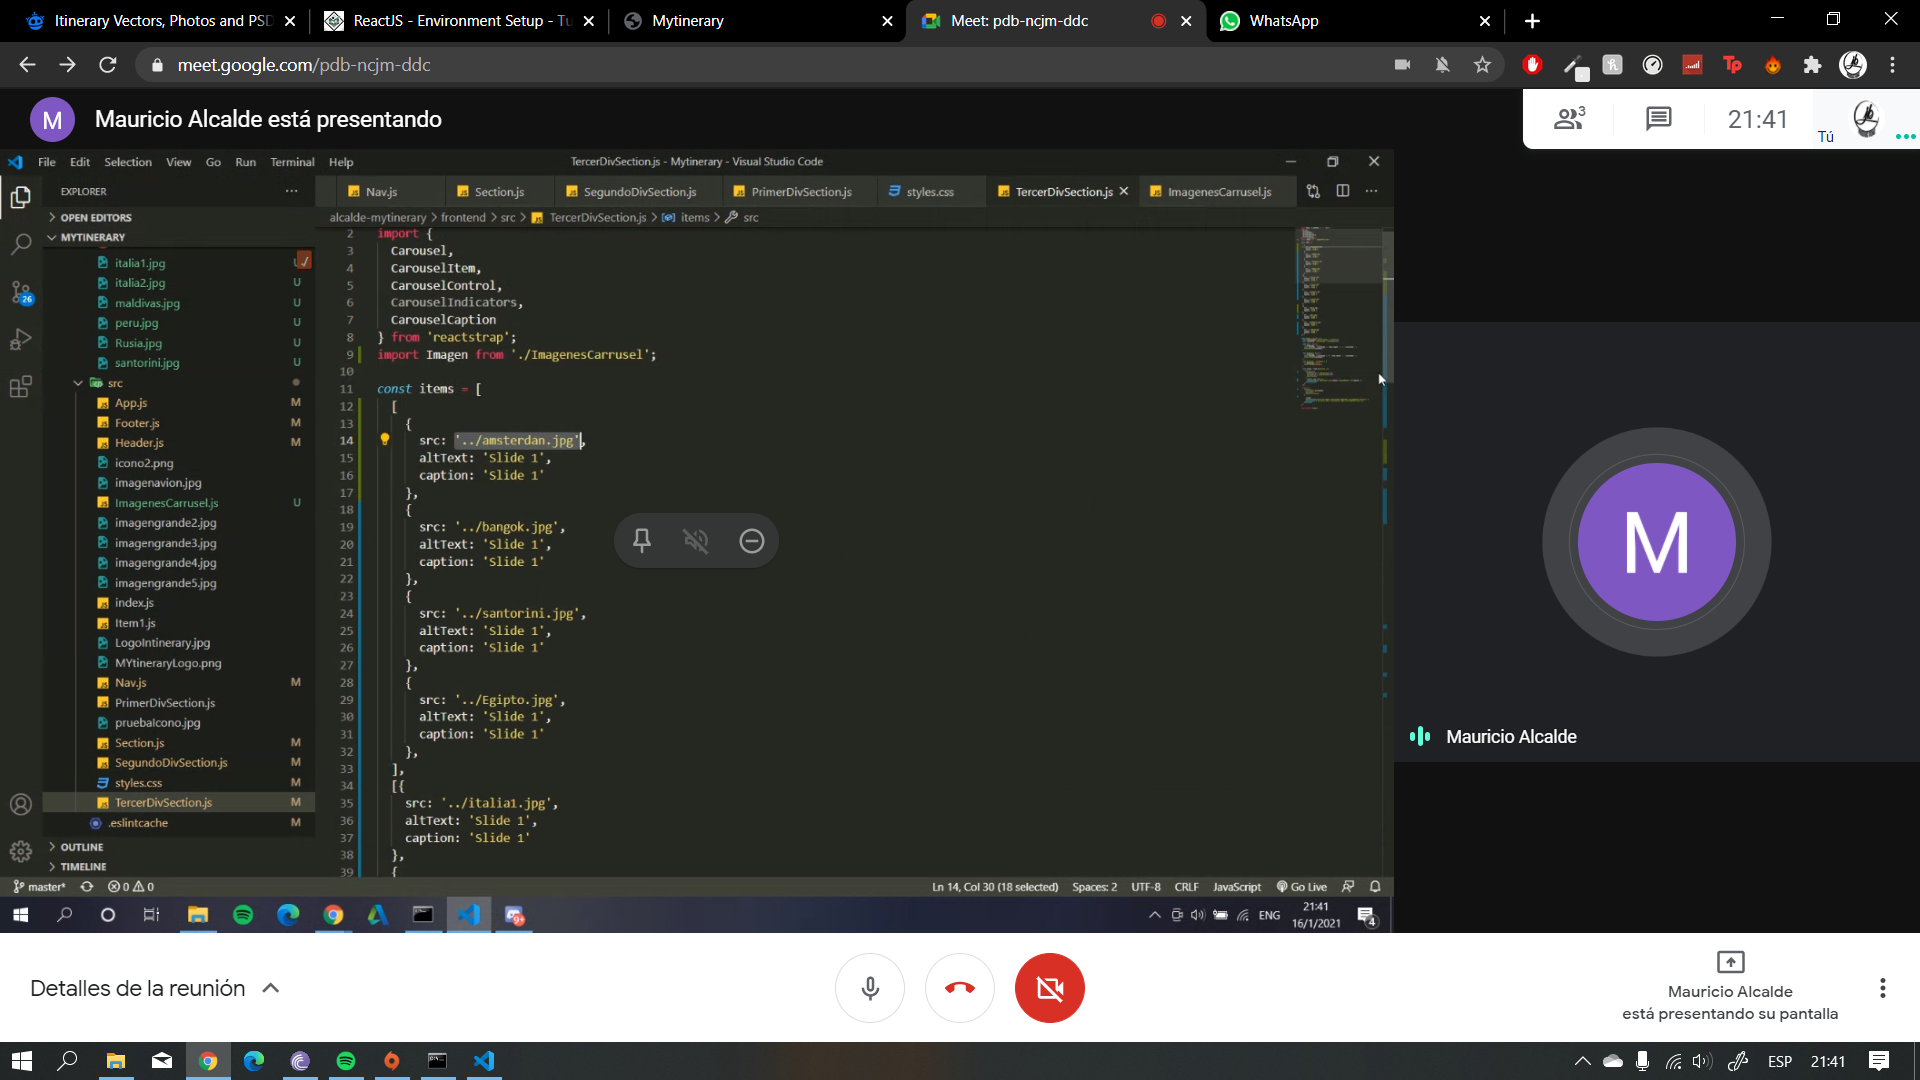 Itinerary Vectors, Photos and PSD
ReactJS - Environment Setup - Tu
Mytinerary
Meet: pdb-ncjm-ddc
WhatsApp
meet.google.com/pdb-ncjm-ddc
M
Mauricio Alcalde está presentando
3
21:41
Tú
File Edit Selection View Go Run Terminal Help
TercerDivSection.js - Mytinerary - Visual Studio Code
EXPLORER
Nav.js
Section.js
SegundoDivSection.js
PrimerDivSection.js
styles.css
TercerDivSection.js
ImagenesCarrusel.js
OPEN EDITORS
MYTINERARY
italia1.jpg U
italia2.jpg U
maldivas.jpg U
peru.jpg U
Rusia.jpg U
santorini.jpg U
src
App.js M
Footer.js M
Header.js M
icono2.png
imagenavion.jpg
ImagenesCarrusel.js U
imagengrande2.jpg
imagengrande3.jpg
imagengrande4.jpg
imagengrande5.jpg
index.js
Item1.js
LogoIntinerary.jpg
MYtineraryLogo.png
Nav.js M
PrimerDivSection.js
pruebaIcono.jpg
Section.js M
SegundoDivSection.js M
styles.css M
TercerDivSection.js M
.eslintcache M
OUTLINE
TIMELINE
26
alcalde-mytinerary > frontend > src > TercerDivSection.js > items > src
2 import {
3 Carousel,
4 CarouselItem,
5 CarouselControl,
6 CarouselIndicators,
7 CarouselCaption
8 } from 'reactstrap';
9 import Imagen from './ImagenesCarrusel';
10
11 const items = [
12 [
13 {
14 src: '../amsterdan.jpg',
15 altText: 'Slide 1',
16 caption: 'Slide 1'
17 },
18 {
19 src: '../bangok.jpg',
20 altText: 'Slide 1',
21 caption: 'Slide 1'
22 },
23 {
24 src: '../santorini.jpg',
25 altText: 'Slide 1',
26 caption: 'Slide 1'
27 },
28 {
29 src: '../Egipto.jpg',
30 altText: 'Slide 1',
31 caption: 'Slide 1'
32 },
33 ],
34 [{
35 src: '../italia1.jpg',
36 altText: 'Slide 1',
37 caption: 'Slide 1'
38 },
39 {
master* 0 0
Ln 14, Col 30 (18 selected) Spaces: 2 UTF-8 CRLF JavaScript Go Live
9+
ENG
21:41
16/1/2021
4
M
Mauricio Alcalde
Detalles de la reunión
Mauricio Alcalde
está presentando su pantalla
ESP 21:41